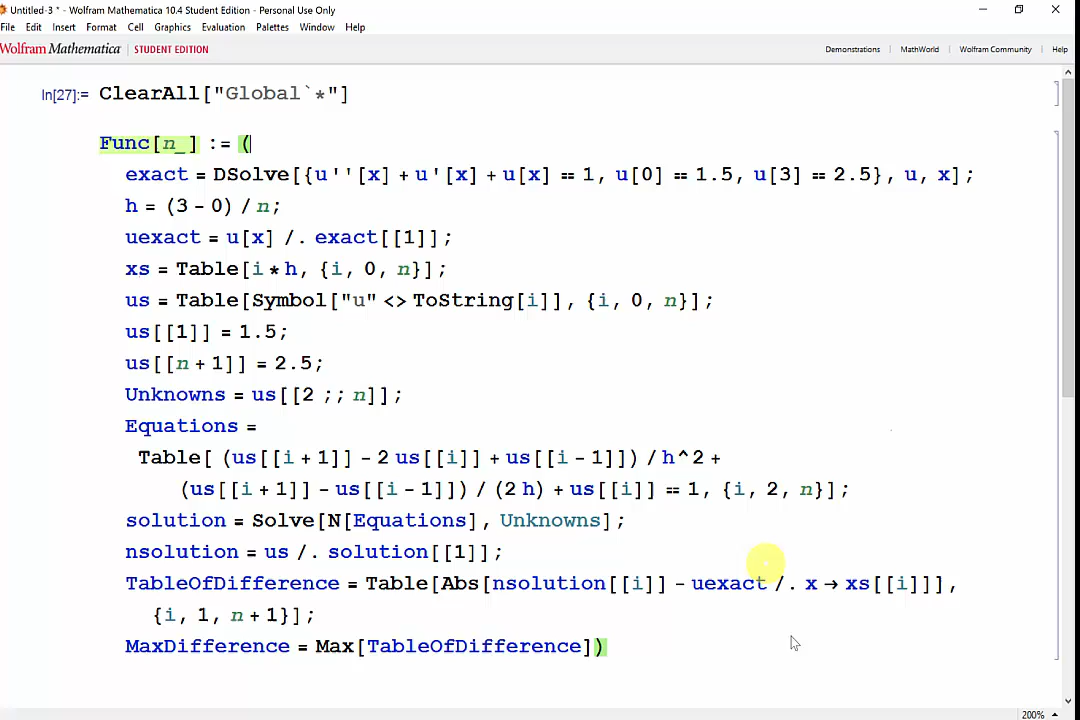 Untitled-3 * - Wolfram Mathematica 10.4 Student Edition - Personal Use Only
File Edit Insert Format Cell Graphics Evaluation Palettes Window Help
Wolfram Mathematica | STUDENT EDITION Demonstrations | MathWorld | Wolfram Community | Help
In[27]:= ClearAll["Global`*"]
Func[n_] := (
exact = DSolve[{u''[x] + u'[x] + u[x] == 1, u[0] == 1.5, u[3] == 2.5}, u, x];
h = (3 - 0) / n;
uexact = u[x] /. exact[[1]];
xs = Table[i * h, {i, 0, n}];
us = Table[Symbol["u" <> ToString[i]], {i, 0, n}];
us[[1]] = 1.5;
us[[n + 1]] = 2.5;
Unknowns = us[[2 ;; n]];
Equations =
Table[ (us[[i + 1]] - 2 us[[i]] + us[[i - 1]]) / h^2 +
(us[[i + 1]] - us[[i - 1]]) / (2 h) + us[[i]] == 1, {i, 2, n}];
solution = Solve[N[Equations], Unknowns];
nsolution = us /. solution[[1]];
TableOfDifference = Table[Abs[nsolution[[i]] - uexact /. x → xs[[i]]],
{i, 1, n + 1}];
MaxDifference = Max[TableOfDifference])
200%